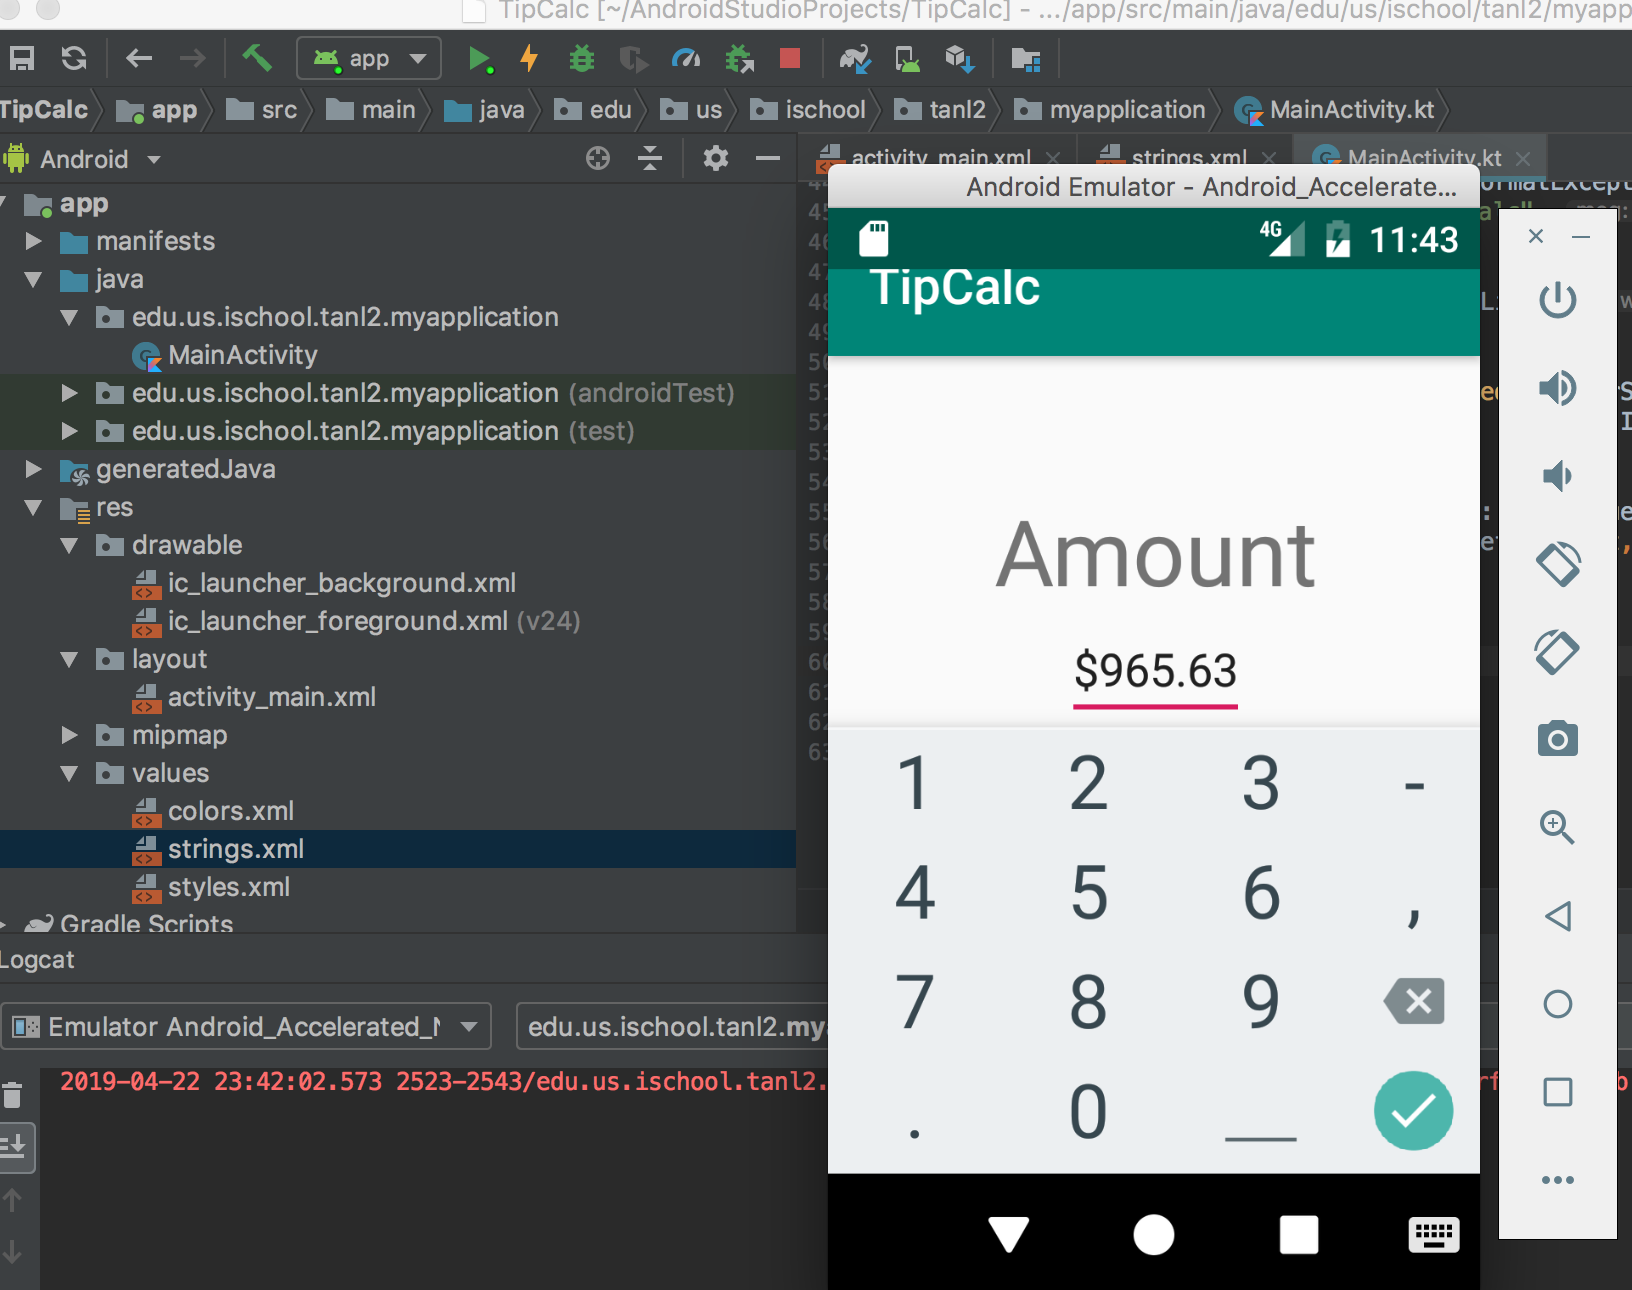 TipCalc [~/AndroidStudioProjects/TipCalc] - .../app/src/main/java/edu/us/ischool/tanl2/myapp
app
TipCalc app src main java edu us ischool tanl2 myapplication MainActivity.kt
Android
activity_main.xml strings.xml MainActivity.kt
app
manifests
java
edu.us.ischool.tanl2.myapplication
MainActivity
edu.us.ischool.tanl2.myapplication (androidTest)
edu.us.ischool.tanl2.myapplication (test)
generatedJava
res
drawable
ic_launcher_background.xml
ic_launcher_foreground.xml (v24)
layout
activity_main.xml
mipmap
values
colors.xml
strings.xml
styles.xml
Gradle Scripts
Logcat
Emulator Android_Accelerated_
edu.us.ischool.tanl2.my
2019-04-22 23:42:02.573 2523-2543/edu.us.ischool.tanl2.
Android Emulator - Android_Accelerate...
4G 11:43
TipCalc
Amount
$965.63
1 2 3 -
4 5 6 ,
7 8 9
. 0